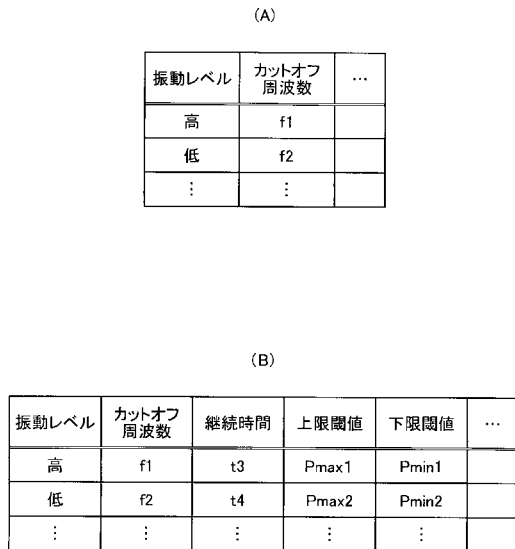 (A)
振動レベル カットオフ周波数 …
高 f1
低 f2
⋮ ⋮
(B)
振動レベル カットオフ周波数 継続時間 上限閾値 下限閾値 …
高 f1 t3 Pmax1 Pmin1
低 f2 t4 Pmax2 Pmin2
⋮ ⋮ ⋮ ⋮ ⋮